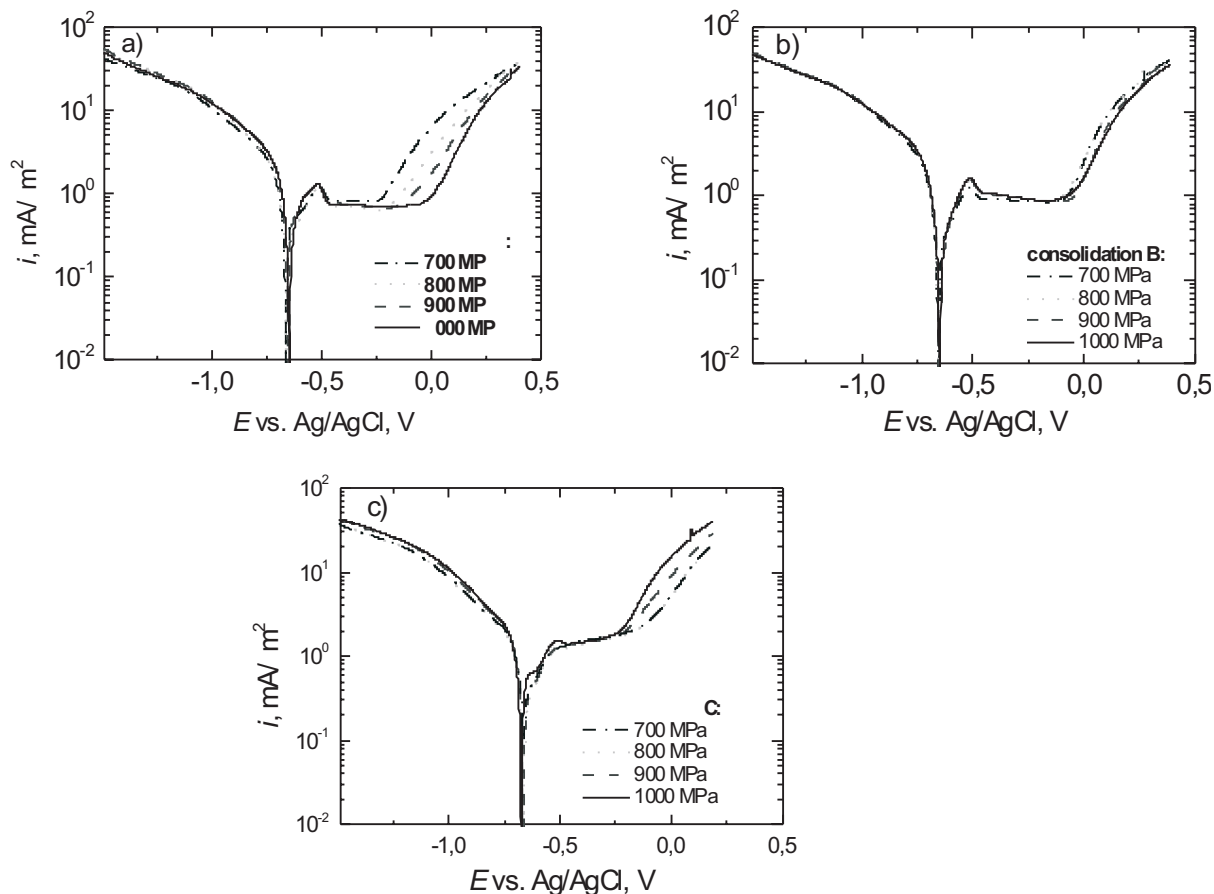 a)
10²
10¹
10⁰
10⁻¹
10⁻²
i, mA/ m²
:
700 MP
800 MP
900 MP
000 MP
-1,0 -0,5 0,0 0,5
E vs. Ag/AgCl, V
b)
10²
10¹
10⁰
10⁻¹
10⁻²
i, mA/ m²
consolidation B:
700 MPa
800 MPa
900 MPa
1000 MPa
-1,0 -0,5 0,0 0,5
E vs. Ag/AgCl, V
c)
10²
10¹
10⁰
10⁻¹
10⁻²
i, mA/ m²
C:
700 MPa
800 MPa
900 MPa
1000 MPa
-1,0 -0,5 0,0 0,5
E vs. Ag/AgCl, V